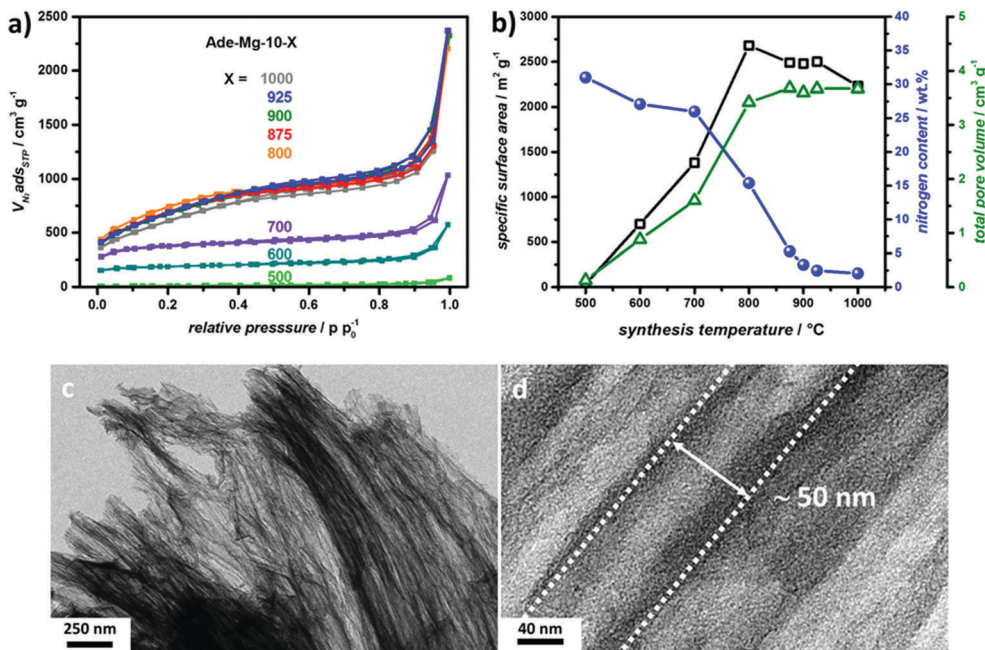 a)
Ade-Mg-10-X
X = 1000
925
900
875
800
700
600
500
2500
2000
1500
1000
500
0
V_N₂ ads_STP / cm³ g⁻¹
0.0 0.2 0.4 0.6 0.8 1.0
relative presssure / p p₀⁻¹
b)
3000
2500
2000
1500
1000
500
0
specific surface area / m² g⁻¹
40
35
30
25
20
15
10
5
0
nitrogen content / wt.%
5
4
3
2
1
0
total pore volume / cm³ g⁻¹
500 600 700 800 900 1000
synthesis temperature / °C
c
250 nm
d
~ 50 nm
40 nm